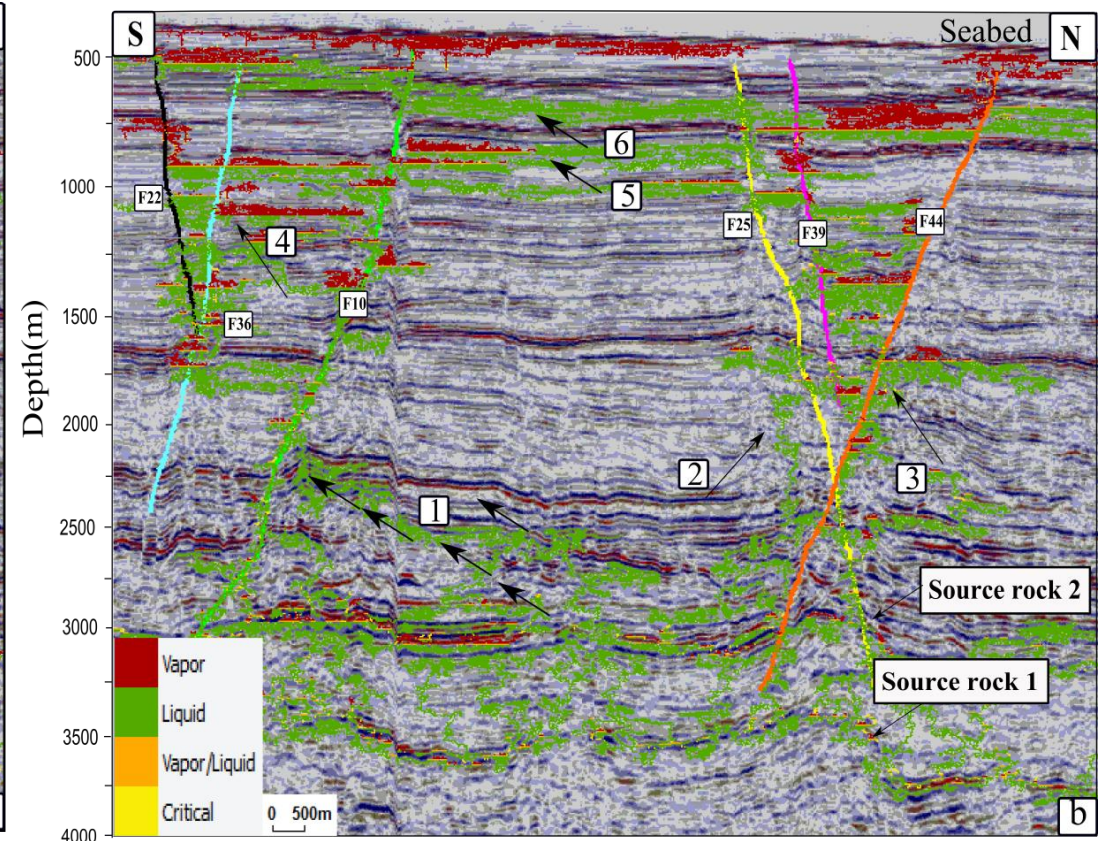 S
Seabed
N
500
6
5
1000
F22
F25
F44
F39
4
F10
1500
F36
Depth(m)
2000
2
3
1
2500
Source rock 2
3000
Vapor
Source rock 1
Liquid
3500
Vapor/Liquid
Critical
0 500m
b
4000